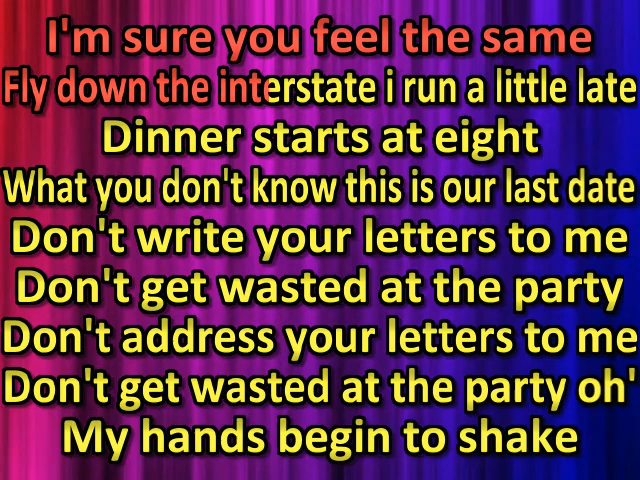 I'm sure you feel the same
Fly down the interstate i run a little late
Dinner starts at eight
What you don't know this is our last date
Don't write your letters to me
Don't get wasted at the party
Don't address your letters to me
Don't get wasted at the party oh'
My hands begin to shake